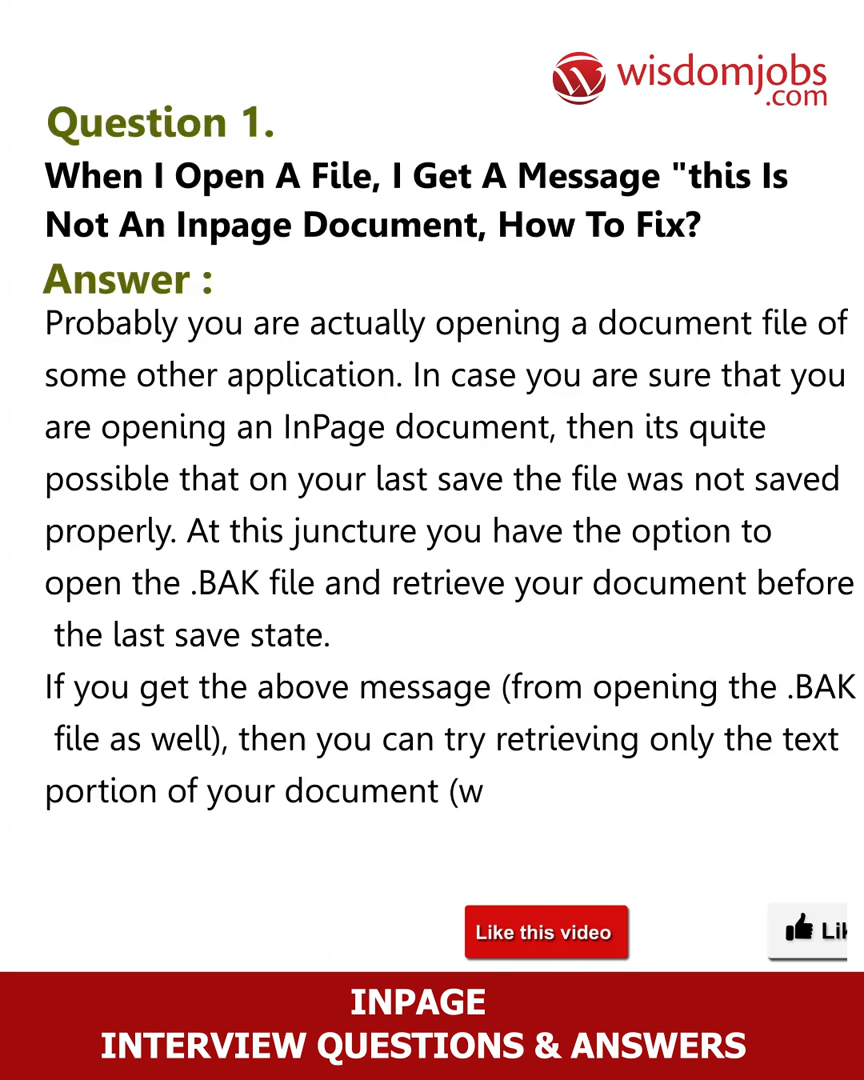 wisdomjobs
.com
Question 1.
When I Open A File, I Get A Message "this Is
Not An Inpage Document, How To Fix?
Answer :
Probably you are actually opening a document file of
some other application. In case you are sure that you
are opening an InPage document, then its quite
possible that on your last save the file was not saved
properly. At this juncture you have the option to
open the .BAK file and retrieve your document before
the last save state.
If you get the above message (from opening the .BAK
file as well), then you can try retrieving only the text
portion of your document (w
Like this video
INPAGE
INTERVIEW QUESTIONS & ANSWERS